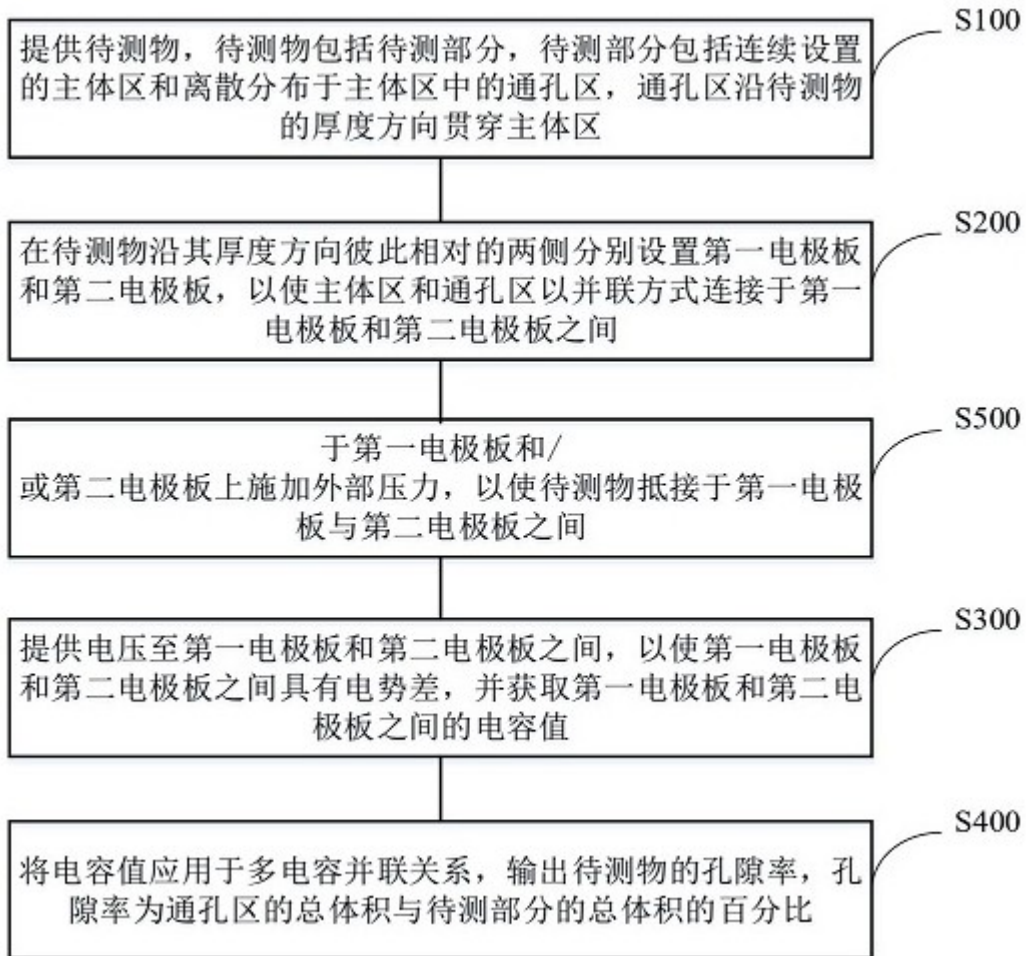 S100
提供待测物，待测物包括待测部分，待测部分包括连续设置
的主体区和离散分布于主体区中的通孔区，通孔区沿待测物
的厚度方向贯穿主体区
S200
在待测物沿其厚度方向彼此相对的两侧分别设置第一电极板
和第二电极板，以使主体区和通孔区以并联方式连接于第一
电极板和第二电极板之间
S500
于第一电极板和/
或第二电极板上施加外部压力，以使待测物抵接于第一电极
板与第二电极板之间
S300
提供电压至第一电极板和第二电极板之间，以使第一电极板
和第二电极板之间具有电势差，并获取第一电极板和第二电
极板之间的电容值
S400
将电容值应用于多电容并联关系，输出待测物的孔隙率，孔
隙率为通孔区的总体积与待测部分的总体积的百分比